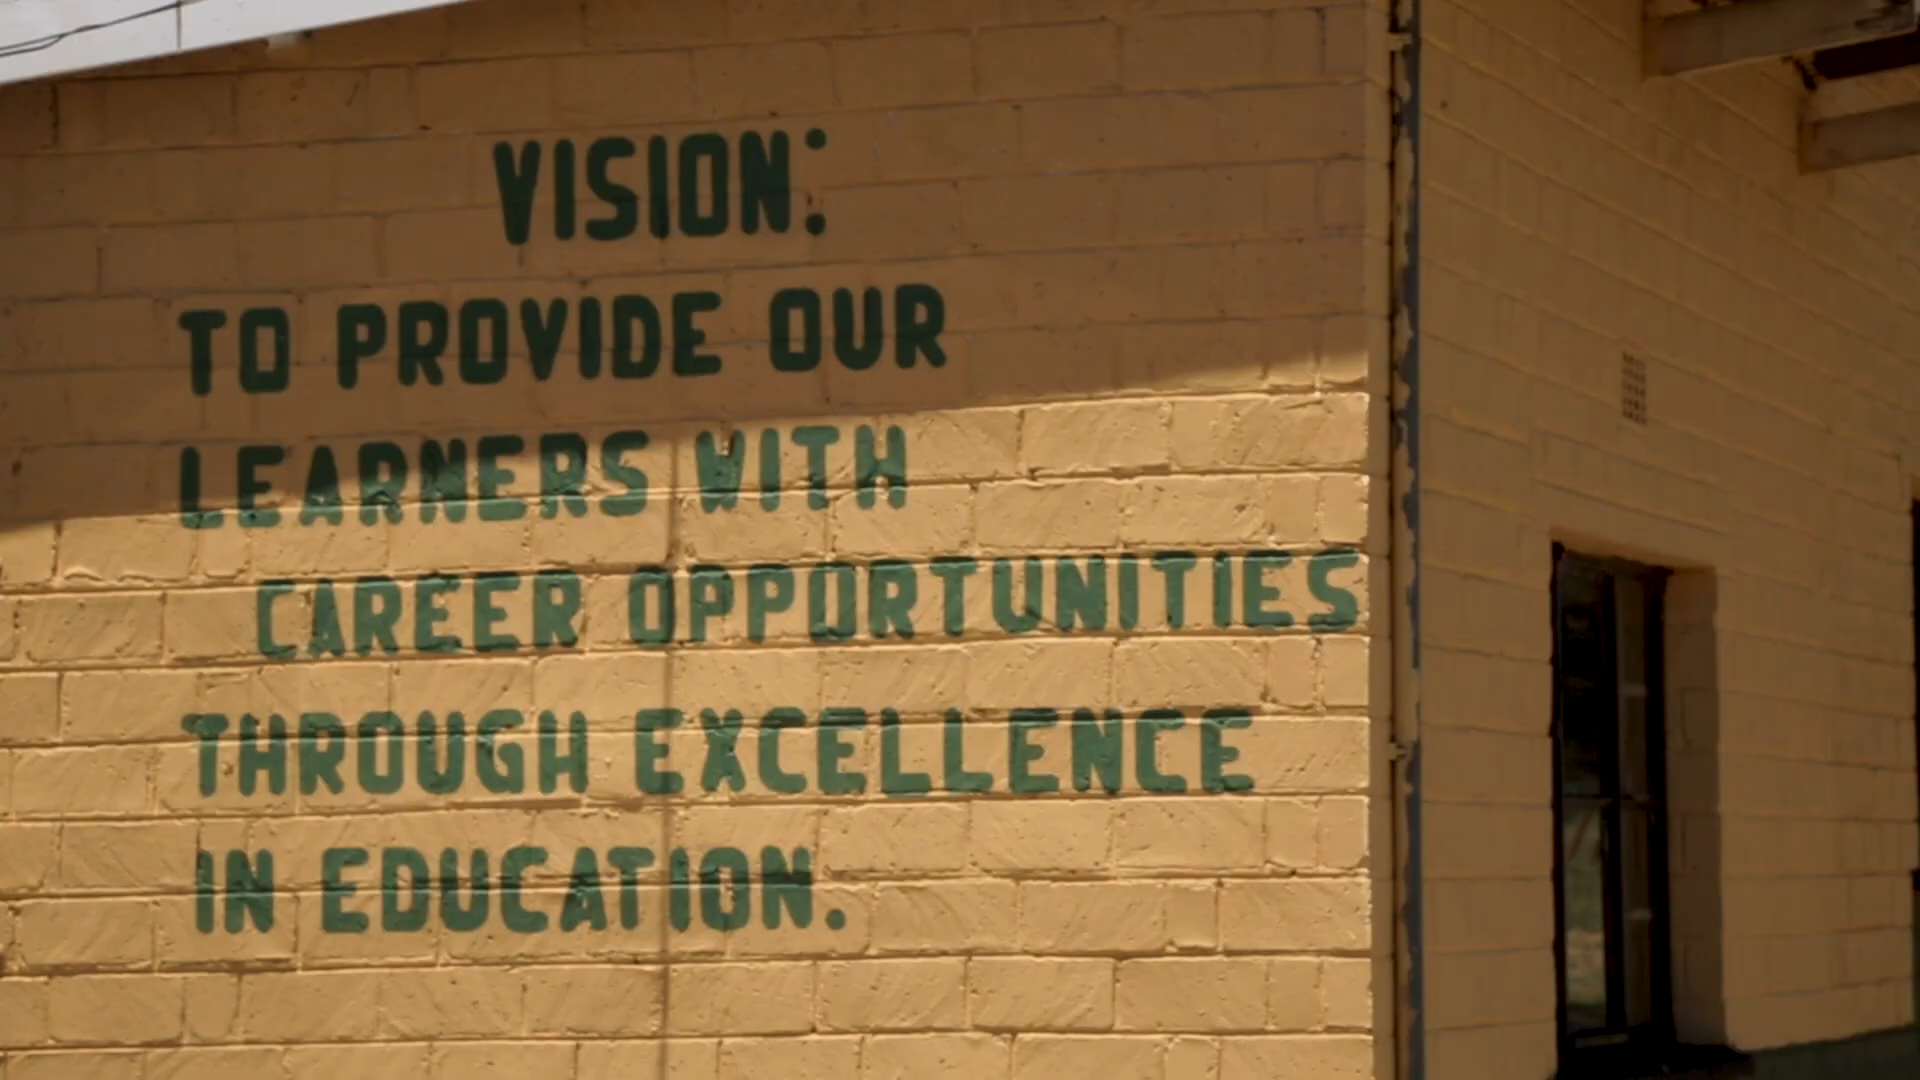 VISION:
TO PROVIDE OUR
LEARNERS WITH
CAREER OPPORTUNITIES
THROUGH EXCELLENCE
IN EDUCATION.